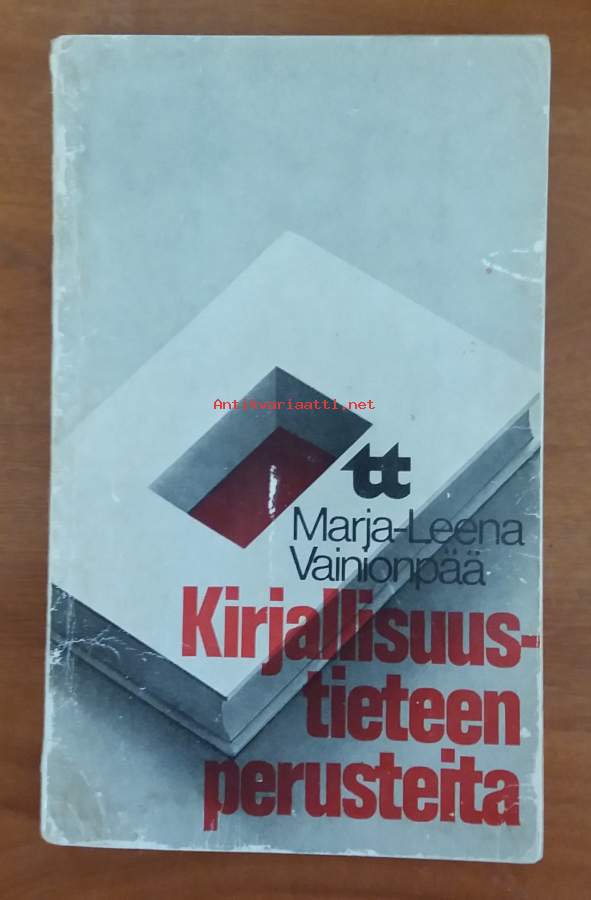 Antikvariaatti.net
tt
Marja-Leena
Vainionpää
Kirjallisuus-
tieteen
perusteita